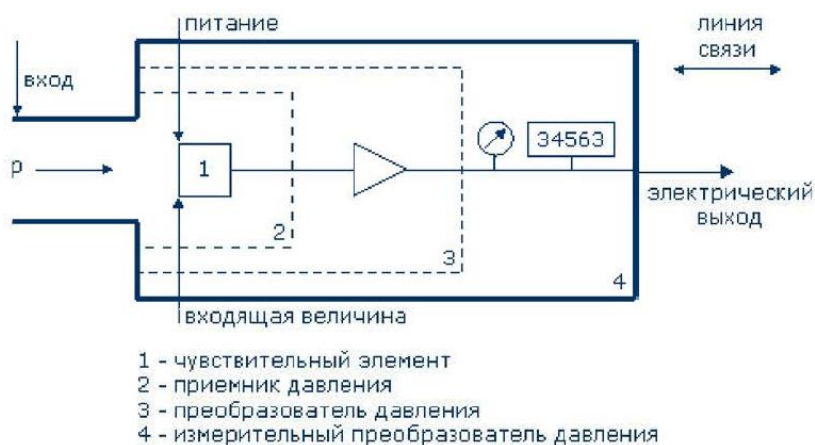 питание
линия
связи
вход
34563
p
1
электрический
выход
2
3
4
входящая величина
1 - чувствительный элемент
2 - приемник давления
3 - преобразователь давления
4 - измерительный преобразователь давления